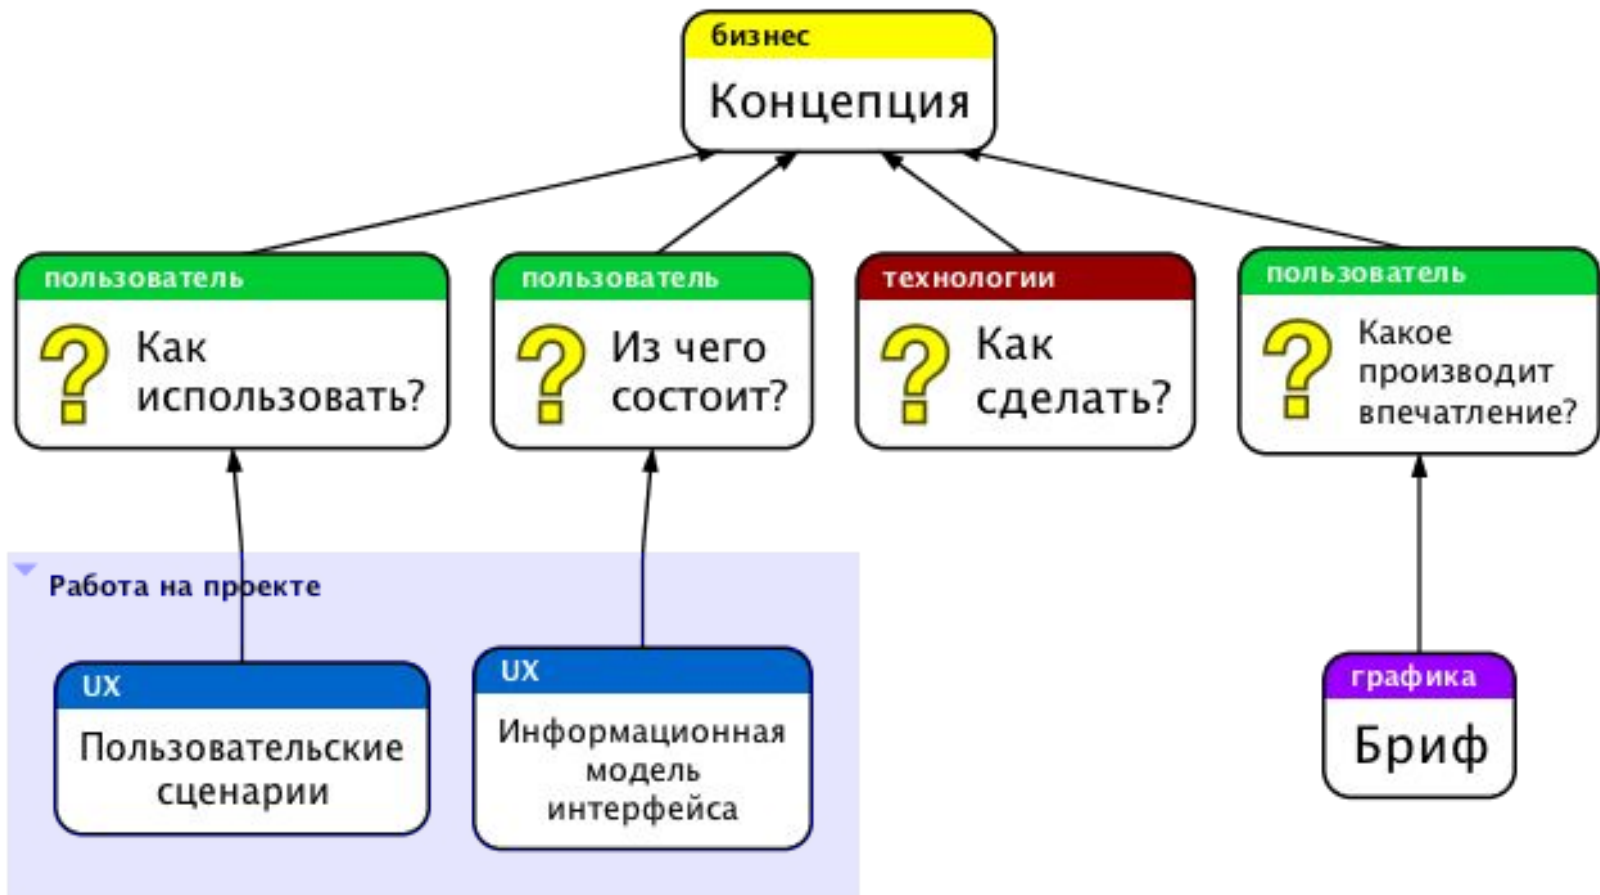 бизнес
Концепция
пользователь
Как
использовать?
пользователь
Из чего
состоит?
технологии
Как
сделать?
пользователь
Какое
производит
впечатление?
Работа на проекте
UX
Пользовательские
сценарии
UX
Информационная
модель
интерфейса
графика
Бриф